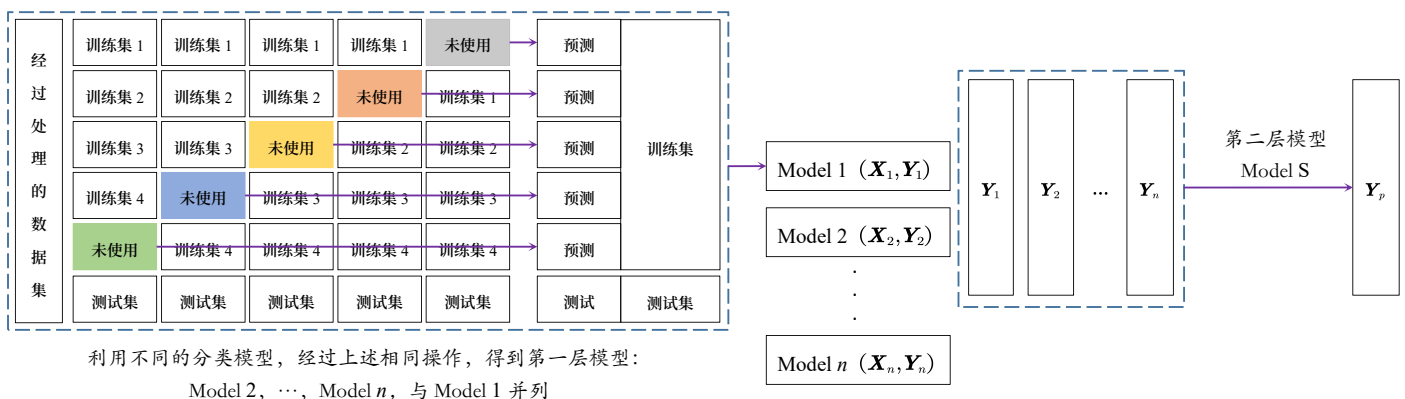 经过处理的数据集
训练集 1 训练集 1 训练集 1 训练集 1 未使用 预测
训练集 2 训练集 2 训练集 2 未使用 训练集 1 预测
训练集 3 训练集 3 未使用 训练集 2 训练集 2 预测
训练集 4 未使用 训练集 3 训练集 3 训练集 3 预测
未使用 训练集 4 训练集 4 训练集 4 训练集 4 预测
训练集
测试集 测试集 测试集 测试集 测试集 测试 测试集
利用不同的分类模型，经过上述相同操作，得到第一层模型：
Model 2，…，Model n，与 Model 1 并列
Model 1（X₁,Y₁）
Model 2（X₂,Y₂）
.
.
.
Model n（Xₙ,Yₙ）
Y₁ Y₂ … Yₙ
第二层模型
Model S
Yₚ